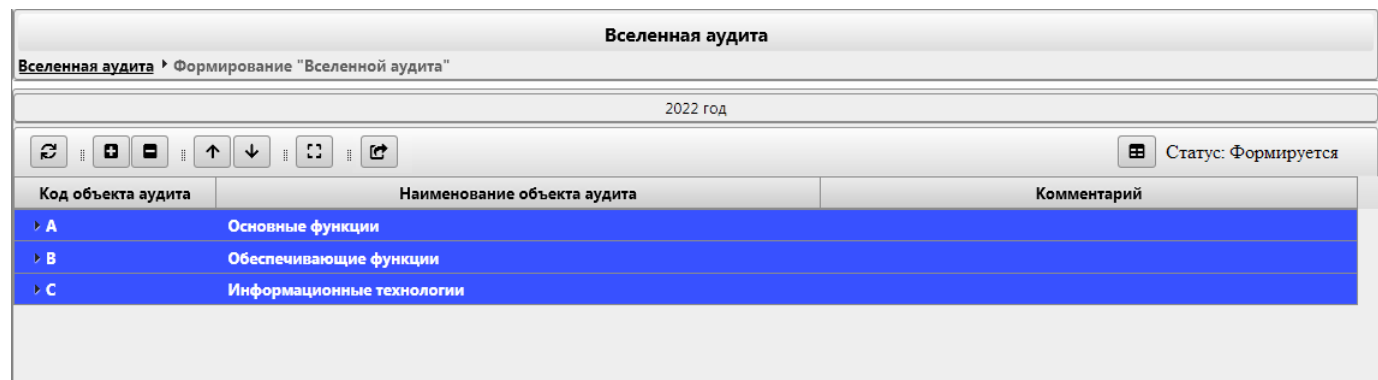 Вселенная аудита
Вселенная аудита Формирование "Вселенной аудита"
2022 год
Статус: Формируется
Код объекта аудита Наименование объекта аудита Комментарий
A Основные функции
B Обеспечивающие функции
C Информационные технологии